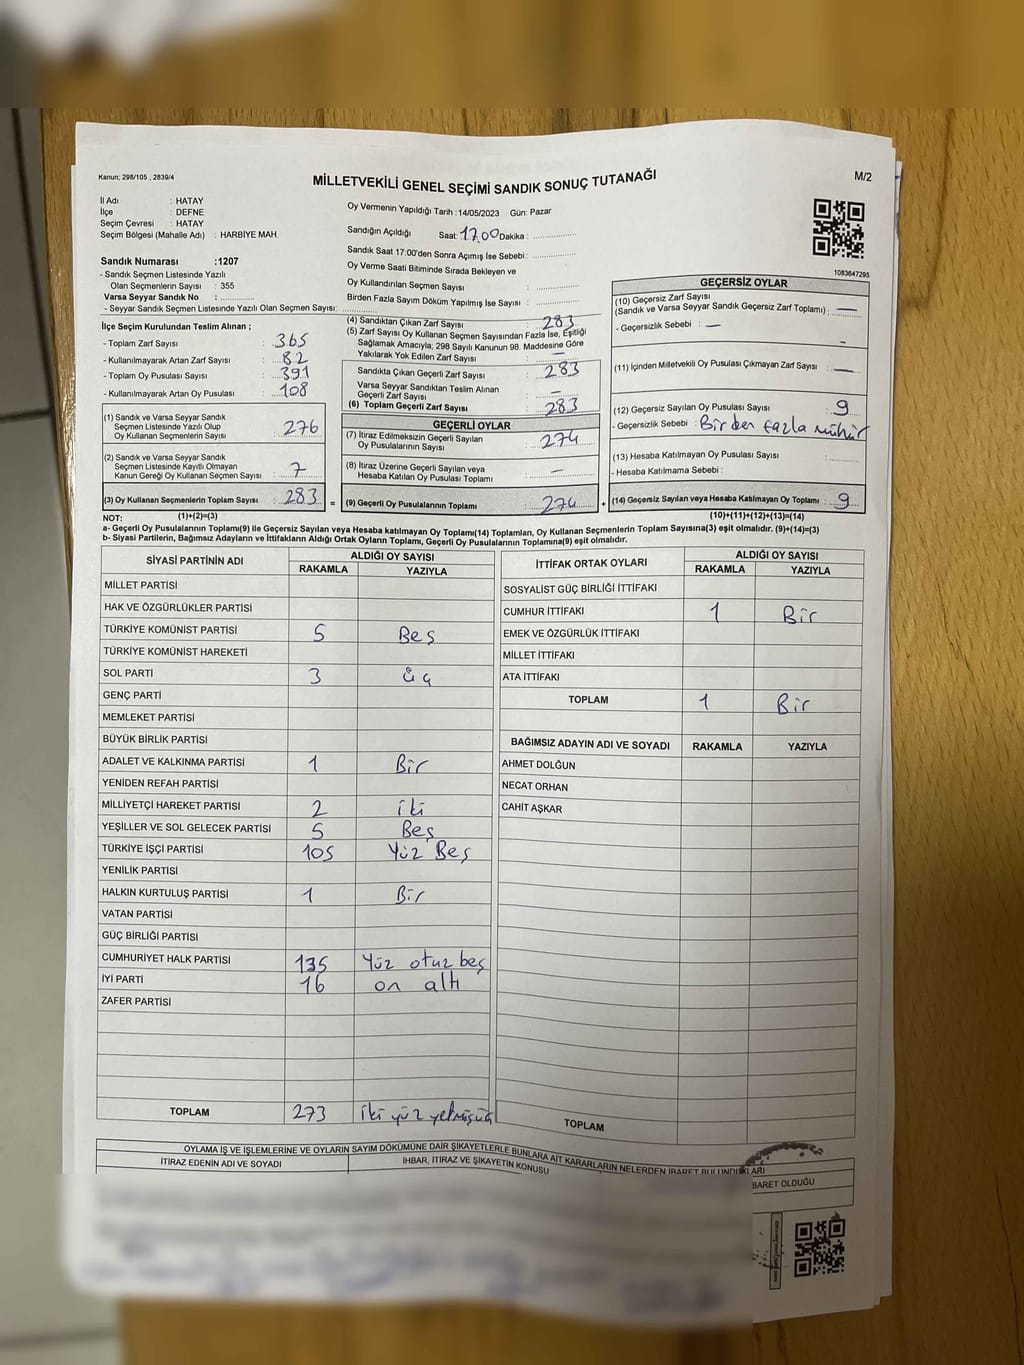 Kanun; 298/105 , 2839/4
MİLLETVEKİLİ GENEL SEÇİMİ SANDIK SONUÇ TUTANAĞI
M/2
İl Adı : HATAY
İlçe : DEFNE
Seçim Çevresi : HATAY
Seçim Bölgesi (Mahalle Adı) : HARBİYE MAH.
Sandık Numarası :1207
- Sandık Seçmen Listesinde Yazılı
Olan Seçmenlerin Sayısı : 355
Varsa Seyyar Sandık No :
- Seyyar Sandık Seçmen Listesinde Yazılı Olan Seçmen Sayısı:
Oy Vermenin Yapıldığı Tarih :14/05/2023 Gün: Pazar
Sandığın Açıldığı Saat: 17.00 Dakika :
Sandık Saat 17:00'den Sonra Açımış İse Sebebi :
Oy Verme Saati Bitiminde Sırada Bekleyen ve
Oy Kullandırılan Seçmen Sayısı :
Birden Fazla Sayım Döküm Yapılmış İse Sayısı :
1083647295
İlçe Seçim Kurulundan Teslim Alınan ;
- Toplam Zarf Sayısı : 365
- Kullanılmayarak Artan Zarf Sayısı : 82
- Toplam Oy Pusulası Sayısı : 391
- Kullanılmayarak Artan Oy Pusulası : 108
(1) Sandık ve Varsa Seyyar Sandık
Seçmen Listesinde Yazılı Olup
Oy Kullanan Seçmenlerin Sayısı : 276
(2) Sandık ve Varsa Seyyar Sandık
Seçmen Listesinde Kayıtlı Olmayan
Kanun Gereği Oy Kullanan Seçmen Sayısı : 7
(3) Oy Kullanan Seçmenlerin Toplam Sayısı : 283 =
(1)+(2)=(3)
(4) Sandıktan Çıkan Zarf Sayısı : 283
(5) Zarf Sayısı Oy Kullanan Seçmen Sayısından Fazla İse, Eşitliği
Sağlamak Amacıyla; 298 Sayılı Kanunun 98. Maddesine Göre
Yakılarak Yok Edilen Zarf Sayısı : —
Sandıkta Çıkan Geçerli Zarf Sayısı : 283
Varsa Seyyar Sandıktan Teslim Alınan
Geçerli Zarf Sayısı : —
(6) Toplam Geçerli Zarf Sayısı : 283
GEÇERLİ OYLAR
(7) İtiraz Edilmeksizin Geçerli Sayılan
Oy Pusulalarının Sayısı : 274
(8) İtiraz Üzerine Geçerli Sayılan veya
Hesaba Katılan Oy Pusulası Toplamı : —
(9) Geçerli Oy Pusulalarının Toplamı : 274 +
GEÇERSİZ OYLAR
(10) Geçersiz Zarf Sayısı
(Sandık ve Varsa Seyyar Sandık Geçersiz Zarf Toplamı) : —
- Geçersizlik Sebebi : —
(11) İçinden Milletvekili Oy Pusulası Çıkmayan Zarf Sayısı : —
(12) Geçersiz Sayılan Oy Pusulası Sayısı : 9
- Geçersizlik Sebebi : Birden fazla mühür
(13) Hesaba Katılmayan Oy Pusulası Sayısı :
- Hesaba Katılmama Sebebi :
(14) Geçersiz Sayılan veya Hesaba Katılmayan Oy Toplamı : 9
(10)+(11)+(12)+(13)=(14)
NOT:
a- Geçerli Oy Pusulalarının Toplamı(9) ile Geçersiz Sayılan veya Hesaba katılmayan Oy Toplamı(14) Toplamları, Oy Kullanan Seçmenlerin Toplam Sayısına(3) eşit olmalıdır. (9)+(14)=(3)
b- Siyasi Partilerin, Bağımsız Adayların ve İttifakların Aldığı Ortak Oyların Toplamı, Geçerli Oy Pusulalarının Toplamına(9) eşit olmalıdır.
SİYASİ PARTİNİN ADI ALDIĞI OY SAYISI
RAKAMLA YAZIYLA
MİLLET PARTİSİ
HAK VE ÖZGÜRLÜKLER PARTİSİ
TÜRKİYE KOMÜNİST PARTİSİ 5 Beş
TÜRKİYE KOMÜNİST HAREKETİ
SOL PARTİ 3 üç
GENÇ PARTİ
MEMLEKET PARTİSİ
BÜYÜK BİRLİK PARTİSİ
ADALET VE KALKINMA PARTİSİ 1 Bir
YENİDEN REFAH PARTİSİ
MİLLİYETÇİ HAREKET PARTİSİ 2 iki
YEŞİLLER VE SOL GELECEK PARTİSİ 5 Beş
TÜRKİYE İŞÇİ PARTİSİ 105 Yüz Beş
YENİLİK PARTİSİ
HALKIN KURTULUŞ PARTİSİ 1 Bir
VATAN PARTİSİ
GÜÇ BİRLİĞİ PARTİSİ
CUMHURİYET HALK PARTİSİ 135 Yüz otuz beş
İYİ PARTİ 16 on altı
ZAFER PARTİSİ
TOPLAM 273 iki yüz yetmişüç
İTTİFAK ORTAK OYLARI ALDIĞI OY SAYISI
RAKAMLA YAZIYLA
SOSYALİST GÜÇ BİRLİĞİ İTTİFAKI
CUMHUR İTTİFAKI 1 Bir
EMEK VE ÖZGÜRLÜK İTTİFAKI
MİLLET İTTİFAKI
ATA İTTİFAKI
TOPLAM 1 Bir
BAĞIMSIZ ADAYIN ADI VE SOYADI RAKAMLA YAZIYLA
AHMET DOLĞUN
NECAT ORHAN
CAHİT AŞKAR
TOPLAM
OYLAMA İŞ VE İŞLEMLERİNE VE OYLARIN SAYIM DÖKÜMÜNE DAİR ŞİKAYETLERLE BUNLARA AİT KARARLARIN NELERDEN İBARET BULUNDUKLARI
İTİRAZ EDENİN ADI VE SOYADI İHBAR, İTİRAZ VE ŞİKAYETİN KONUSU
BARET OLDUĞU